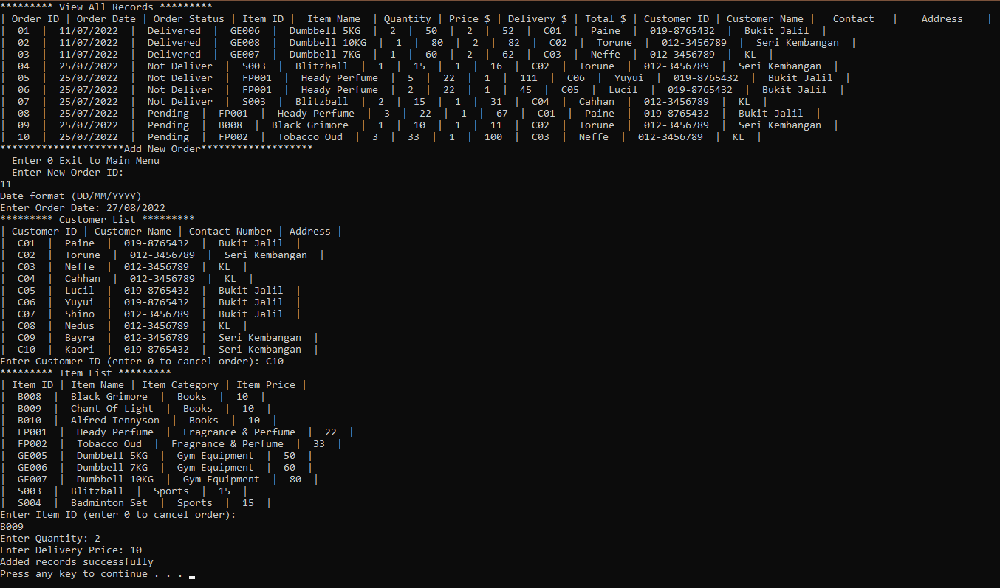 ********* View All Records *********
| Order ID | Order Date | Order Status | Item ID |  Item Name  | Quantity | Price $ | Delivery $ | Total $ | Customer ID | Customer Name |   Contact   |    Address    |
|  01  |  11/07/2022  |  Delivered  |  GE006  |  Dumbbell 5KG  |  2  |  50  |  2  |  52  |  C01  |  Paine  |  019-8765432  |  Bukit Jalil  |
|  02  |  11/07/2022  |  Delivered  |  GE008  |  Dumbbell 10KG  |  1  |  80  |  2  |  82  |  C02  |  Torune  |  012-3456789  |  Seri Kembangan  |
|  03  |  11/07/2022  |  Delivered  |  GE007  |  Dumbbell 7KG  |  1  |  60  |  2  |  62  |  C03  |  Neffe  |  012-3456789  |  KL  |
|  04  |  25/07/2022  |  Not Deliver  |  S003  |  Blitzball  |  1  |  15  |  1  |  16  |  C02  |  Torune  |  012-3456789  |  Seri Kembangan  |
|  05  |  25/07/2022  |  Not Deliver  |  FP001  |  Heady Perfume  |  5  |  22  |  1  |  111  |  C06  |  Yuyui  |  019-8765432  |  Bukit Jalil  |
|  06  |  25/07/2022  |  Not Deliver  |  FP001  |  Heady Perfume  |  2  |  22  |  1  |  45  |  C05  |  Lucil  |  019-8765432  |  Bukit Jalil  |
|  07  |  25/07/2022  |  Not Deliver  |  S003  |  Blitzball  |  2  |  15  |  1  |  31  |  C04  |  Cahhan  |  012-3456789  |  KL  |
|  08  |  25/07/2022  |  Pending  |  FP001  |  Heady Perfume  |  3  |  22  |  1  |  67  |  C01  |  Paine  |  019-8765432  |  Bukit Jalil  |
|  09  |  25/07/2022  |  Pending  |  B008  |  Black Grimore  |  1  |  10  |  1  |  11  |  C02  |  Torune  |  012-3456789  |  Seri Kembangan  |
|  10  |  25/07/2022  |  Pending  |  FP002  |  Tobacco Oud  |  3  |  33  |  1  |  100  |  C03  |  Neffe  |  012-3456789  |  KL  |
*********************Add New Order*******************
  Enter 0 Exit to Main Menu
  Enter New Order ID:
11
Date format (DD/MM/YYYY)
Enter Order Date: 27/08/2022
********* Customer List *********
| Customer ID | Customer Name | Contact Number | Address |
|  C01  |  Paine  |  019-8765432  |  Bukit Jalil  |
|  C02  |  Torune  |  012-3456789  |  Seri Kembangan  |
|  C03  |  Neffe  |  012-3456789  |  KL  |
|  C04  |  Cahhan  |  012-3456789  |  KL  |
|  C05  |  Lucil  |  019-8765432  |  Bukit Jalil  |
|  C06  |  Yuyui  |  019-8765432  |  Bukit Jalil  |
|  C07  |  Shino  |  012-3456789  |  Bukit Jalil  |
|  C08  |  Nedus  |  012-3456789  |  KL  |
|  C09  |  Bayra  |  012-3456789  |  Seri Kembangan  |
|  C10  |  Kaori  |  019-8765432  |  Seri Kembangan  |
Enter Customer ID (enter 0 to cancel order): C10
********* Item List *********
| Item ID | Item Name | Item Category | Item Price |
|  B008  |  Black Grimore  |  Books  |  10  |
|  B009  |  Chant Of Light  |  Books  |  10  |
|  B010  |  Alfred Tennyson  |  Books  |  10  |
|  FP001  |  Heady Perfume  |  Fragrance & Perfume  |  22  |
|  FP002  |  Tobacco Oud  |  Fragrance & Perfume  |  33  |
|  GE005  |  Dumbbell 5KG  |  Gym Equipment  |  50  |
|  GE006  |  Dumbbell 7KG  |  Gym Equipment  |  60  |
|  GE007  |  Dumbbell 10KG  |  Gym Equipment  |  80  |
|  S003  |  Blitzball  |  Sports  |  15  |
|  S004  |  Badminton Set  |  Sports  |  15  |
Enter Item ID (enter 0 to cancel order):
B009
Enter Quantity: 2
Enter Delivery Price: 10
Added records successfully
Press any key to continue . . .